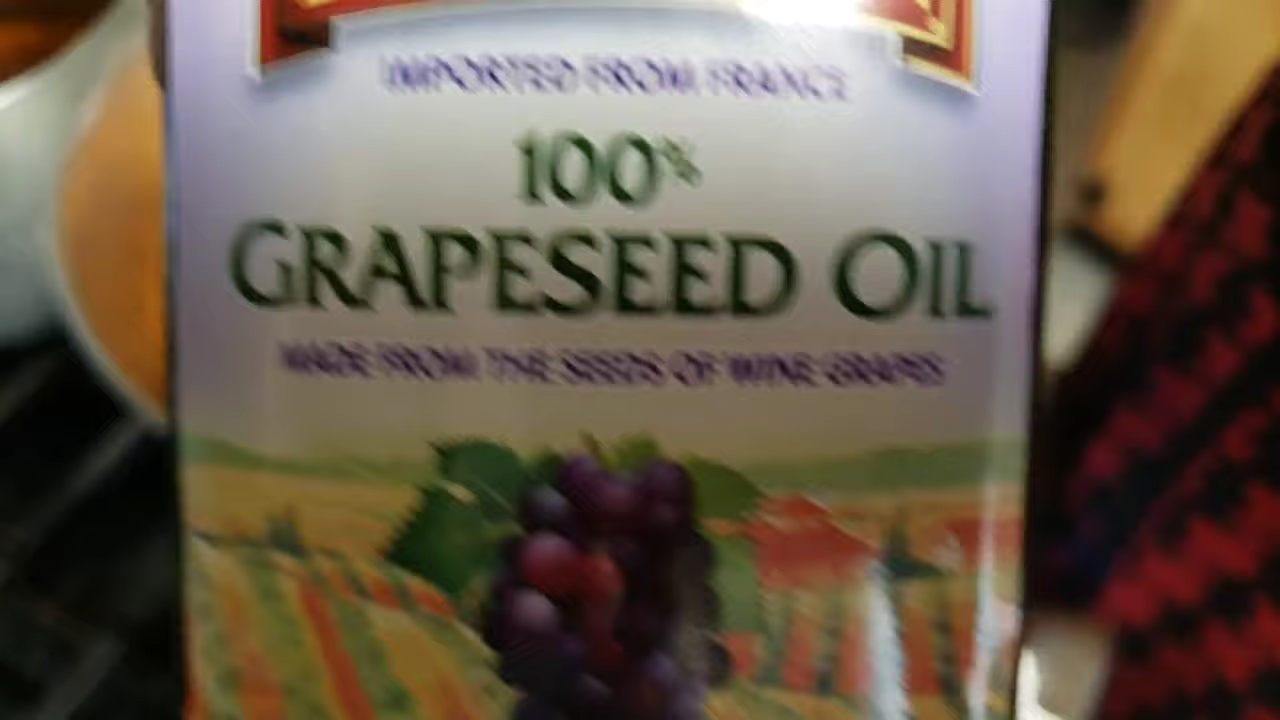 IMPORTED FROM FRANCE
100%
GRAPESEED OIL
MADE FROM THE SEEDS OF WINE GRAPES